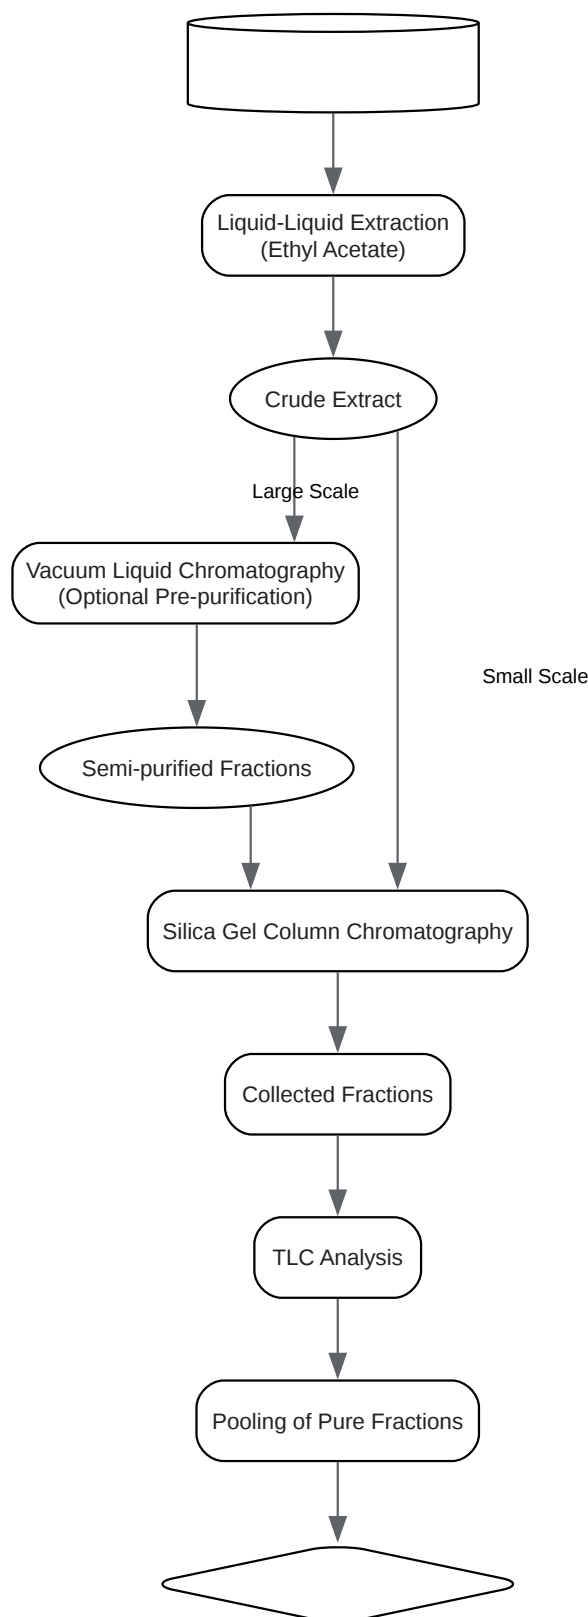 Liquid-Liquid Extraction
(Ethyl Acetate)
Crude Extract
Large Scale
Vacuum Liquid Chromatography
(Optional Pre-purification)
Small Scale
Semi-purified Fractions
Silica Gel Column Chromatography
Collected Fractions
TLC Analysis
Pooling of Pure Fractions